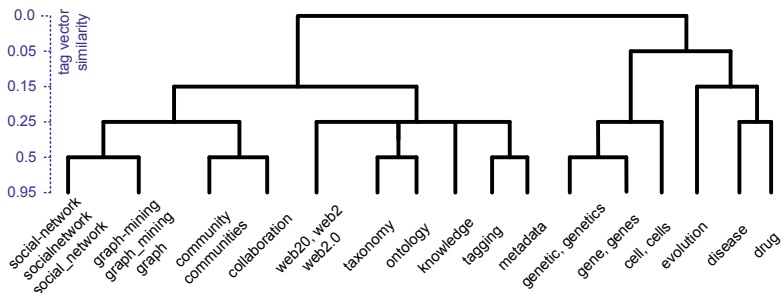 0.0
0.05
0.15
0.25
0.5
0.95
tag vector
similarity
social-network
socialnetwork
social_network
graph-mining
graph_mining
graph
community
communities
collaboration
web20, web2
web2.0
taxonomy
ontology
knowledge
tagging
metadata
genetic, genetics
gene, genes
cell, cells
evolution
disease
drug